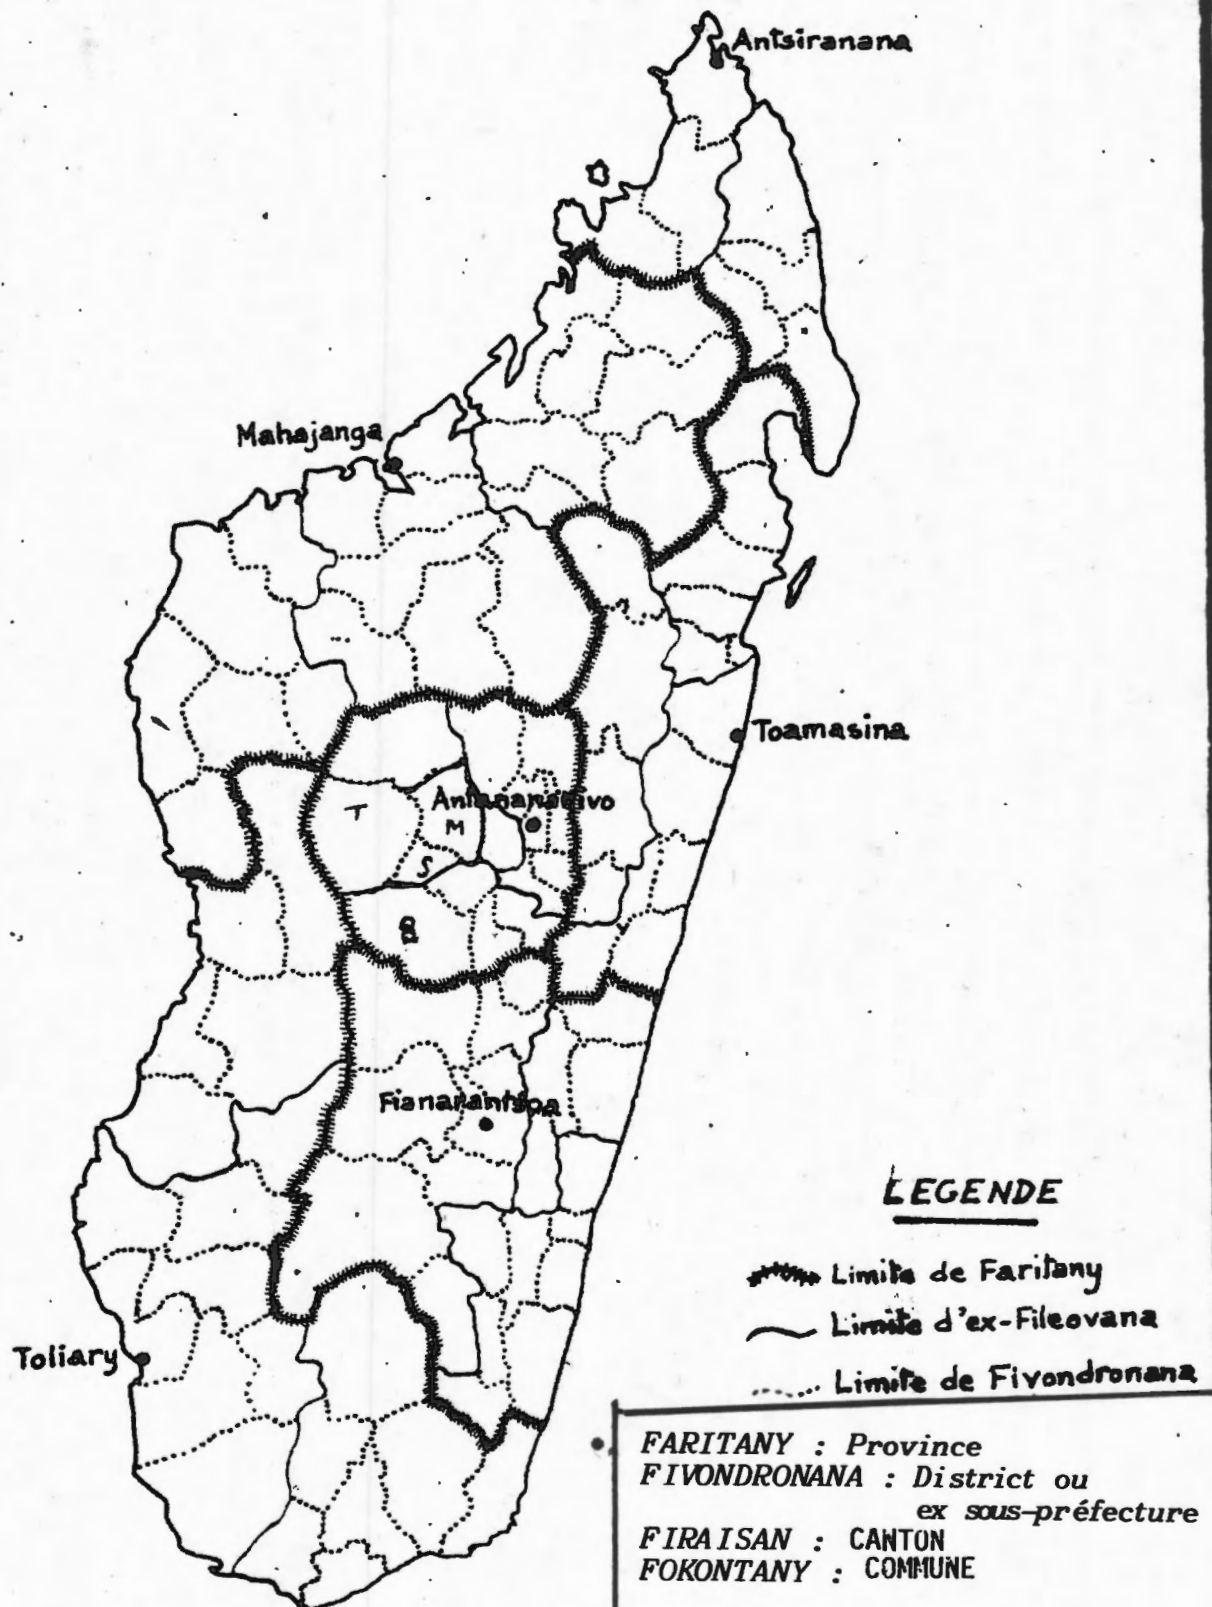 Antsiranana
Mahajanga
Toamasina
Antananarivo
T
M
S
B
Fianarantsoa
Toliary
LEGENDE
Limite de Faritany
Limite d'ex-Fileovana
Limite de Fivondronana
FARITANY : Province
FIVONDRONANA : District ou
ex sous-préfecture
FIRAISAN : CANTON
FOKONTANY : COMMUNE